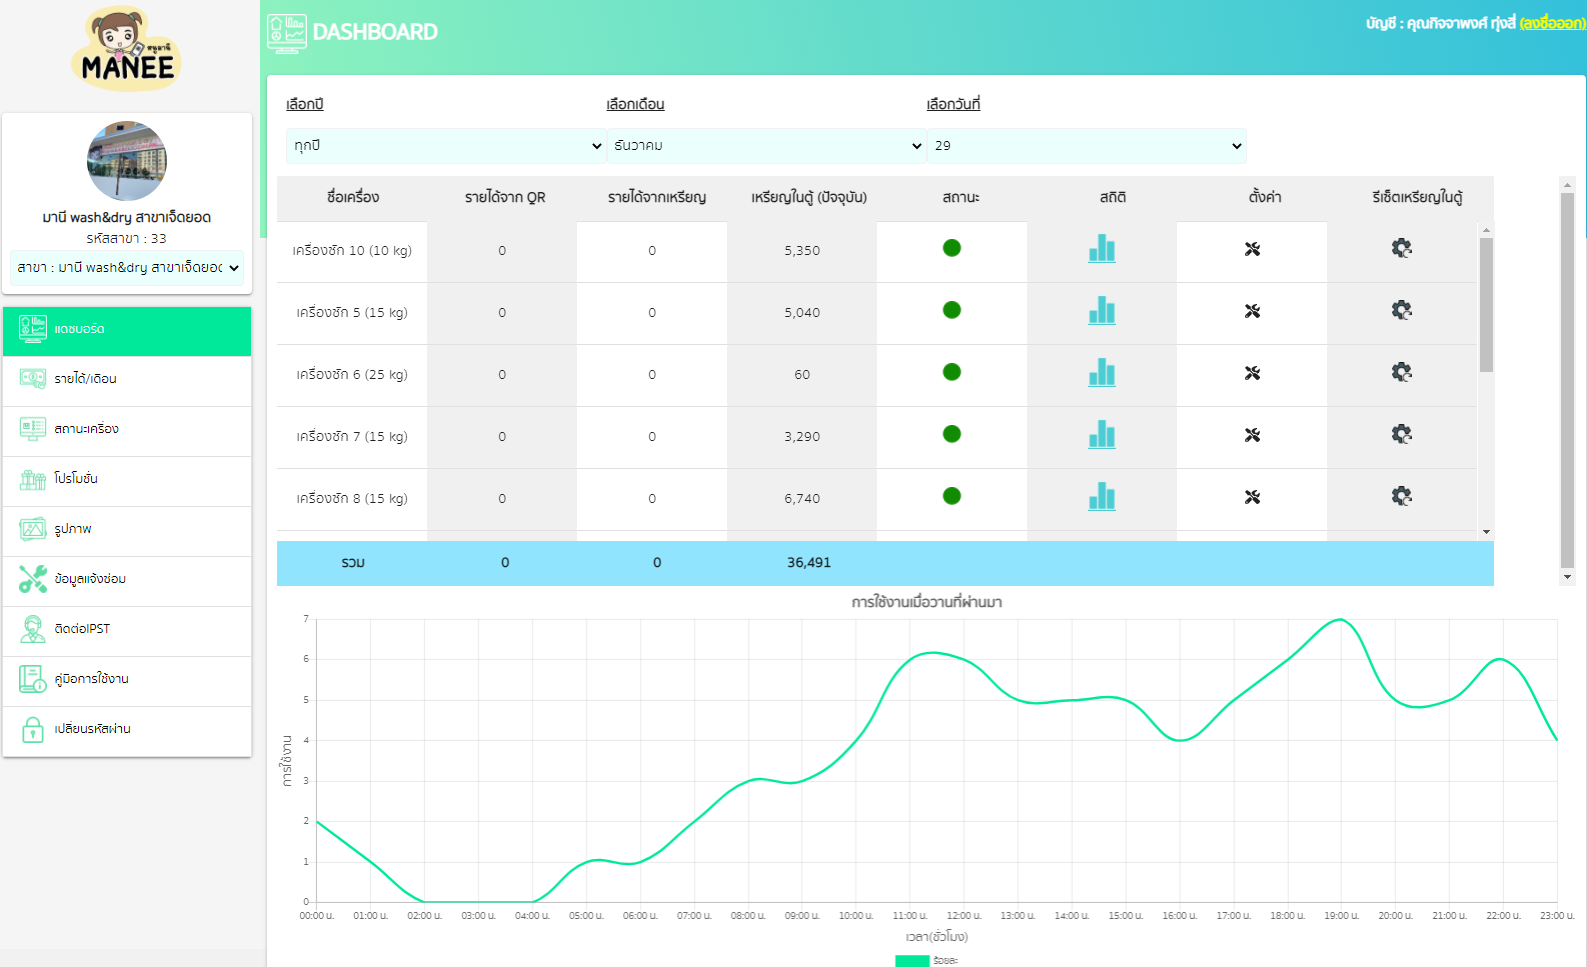 หนูมานี
MANEE
DASHBOARD
บัญชี : คุณกิจจาพงศ์ ทุ่งสี่ (ลงชื่อออก)
มานี wash&dry สาขาเจ็ดยอด
รหัสสาขา : 33
สาขา : มานี wash&dry สาขาเจ็ดยอด
แดชบอร์ด
รายได้/เดือน
สถานะเครื่อง
โปรโมชั่น
รูปภาพ
ข้อมูลแจ้งซ่อม
ติดต่อIPST
คู่มือการใช้งาน
เปลี่ยนรหัสผ่าน
เลือกปี เลือกเดือน เลือกวันที่
ทุกปี ธันวาคม 29
ชื่อเครื่อง รายได้จาก QR รายได้จากเหรียญ เหรียญในตู้ (ปัจจุบัน) สถานะ สถิติ ตั้งค่า รีเซ็ตเหรียญในตู้
เครื่องซัก 10 (10 kg) 0 0 5,350
เครื่องซัก 5 (15 kg) 0 0 5,040
เครื่องซัก 6 (25 kg) 0 0 60
เครื่องซัก 7 (15 kg) 0 0 3,290
เครื่องซัก 8 (15 kg) 0 0 6,740
รวม 0 0 36,491
การใช้งานเมื่อวานที่ผ่านมา
7
6
5
4
3
2
1
0
การใช้งาน
00:00 น. 01:00 น. 02:00 น. 03:00 น. 04:00 น. 05:00 น. 06:00 น. 07:00 น. 08:00 น. 09:00 น. 10:00 น. 11:00 น. 12:00 น. 13:00 น. 14:00 น. 15:00 น. 16:00 น. 17:00 น. 18:00 น. 19:00 น. 20:00 น. 21:00 น. 22:00 น. 23:00 น.
เวลา(ชั่วโมง)
ร้อยละ